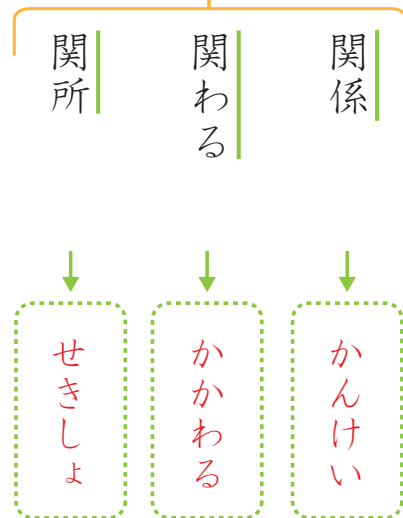 関係
関わる
関所
かんけい
かかわる
せきしょ